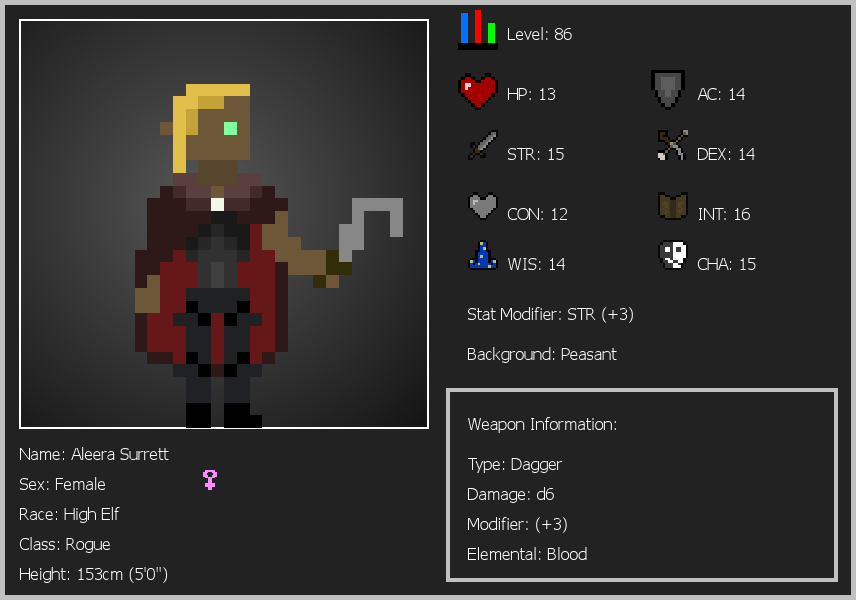 Level: 86
HP: 13
AC: 14
STR: 15
DEX: 14
CON: 12
INT: 16
WIS: 14
CHA: 15
Stat Modifier: STR (+3)
Background: Peasant
Weapon Information:
Type: Dagger
Damage: d6
Modifier: (+3)
Elemental: Blood
Name: Aleera Surrett
Sex: Female
Race: High Elf
Class: Rogue
Height: 153cm (5'0")